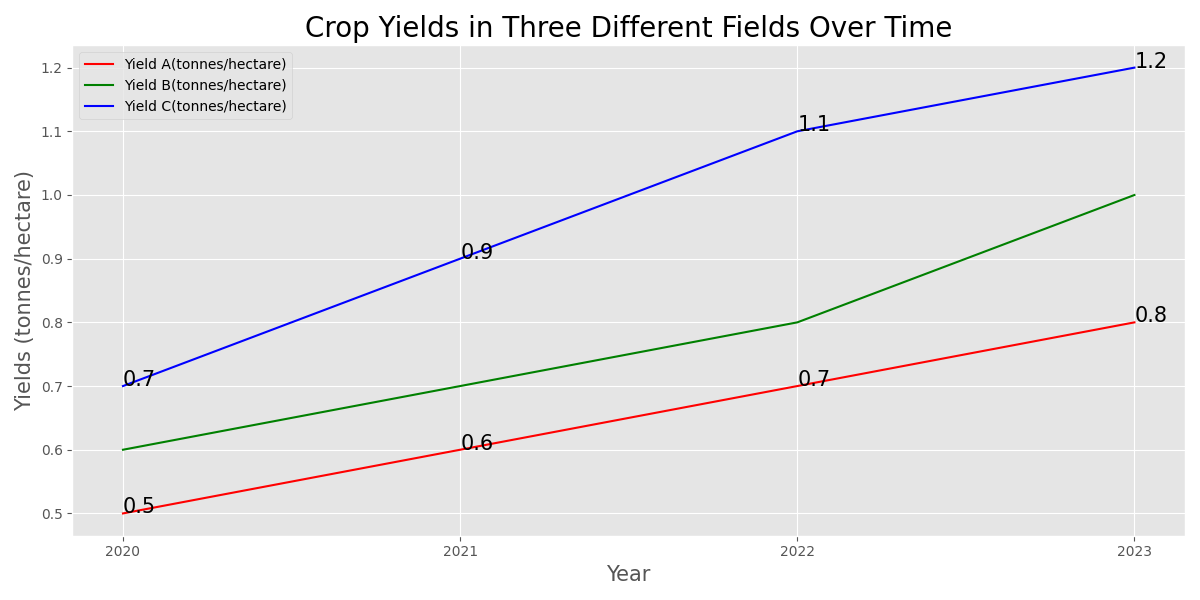 Crop Yields in Three Different Fields Over Time
Yield A(tonnes/hectare)
Yield B(tonnes/hectare)
Yield C(tonnes/hectare)
Yields (tonnes/hectare)
1.2
1.1
1.0
0.9
0.8
0.7
0.6
0.5
0.7
0.9
1.1
1.2
0.5
0.6
0.7
0.8
2020 2021 2022 2023
Year